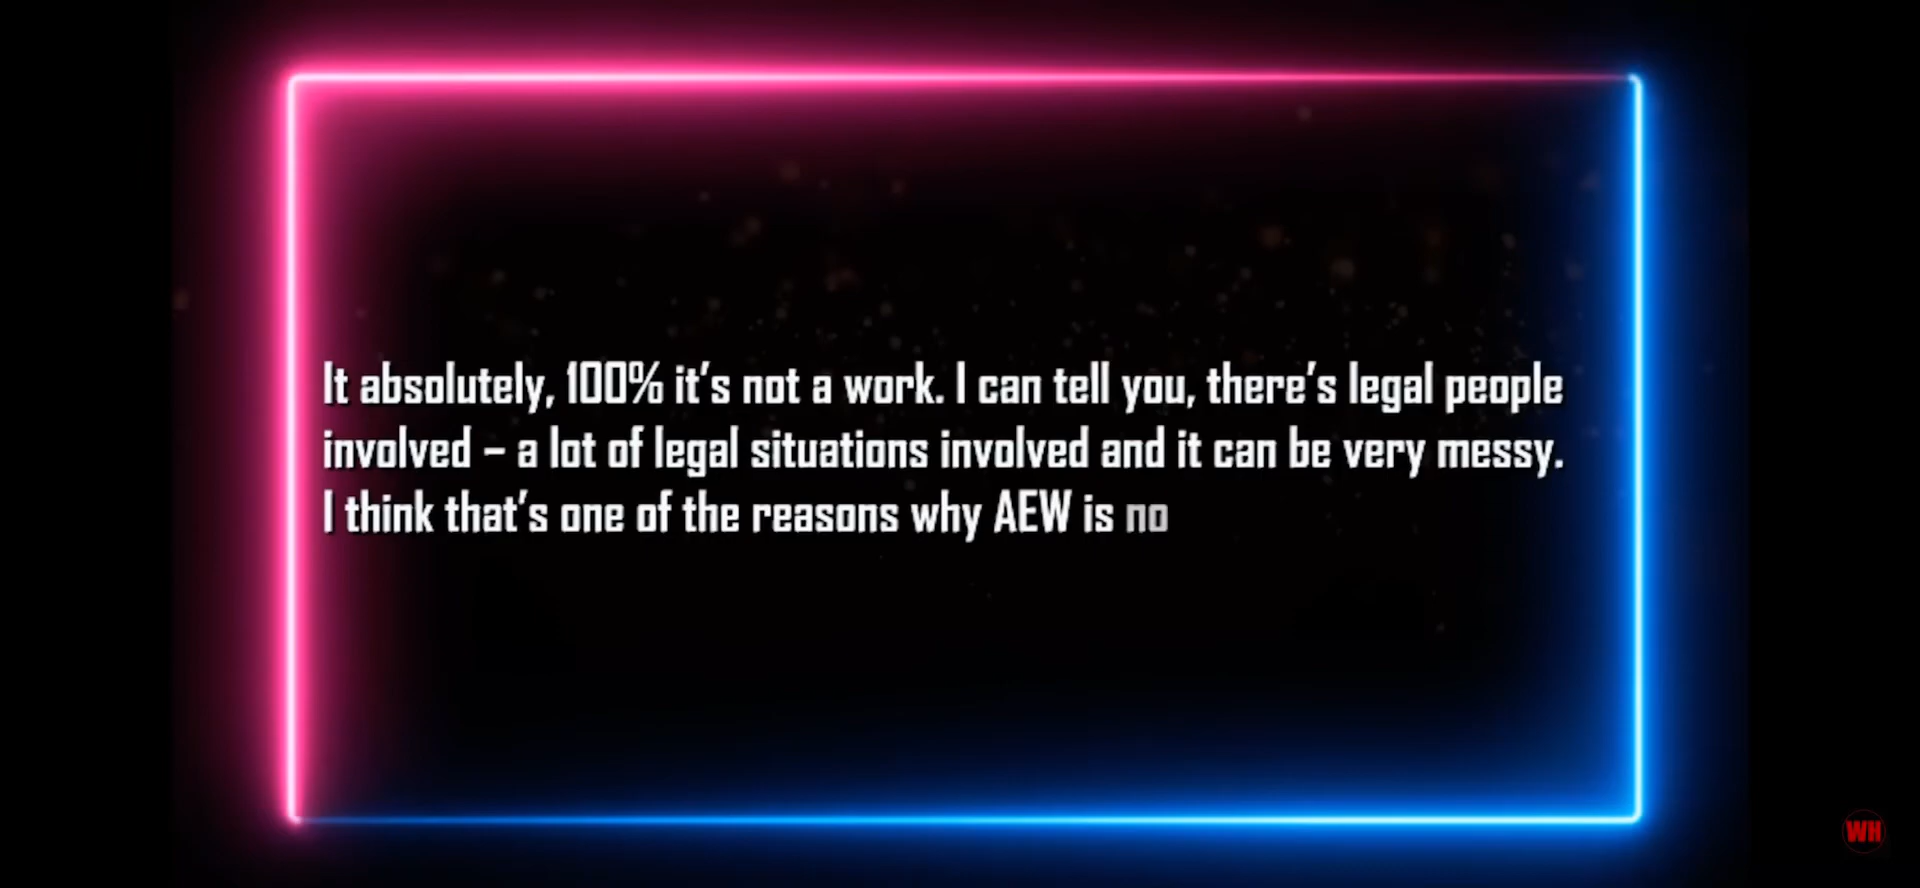 It absolutely, 100% it's not a work. I can tell you, there's legal people
involved – a lot of legal situations involved and it can be very messy.
I think that's one of the reasons why AEW is no
WH